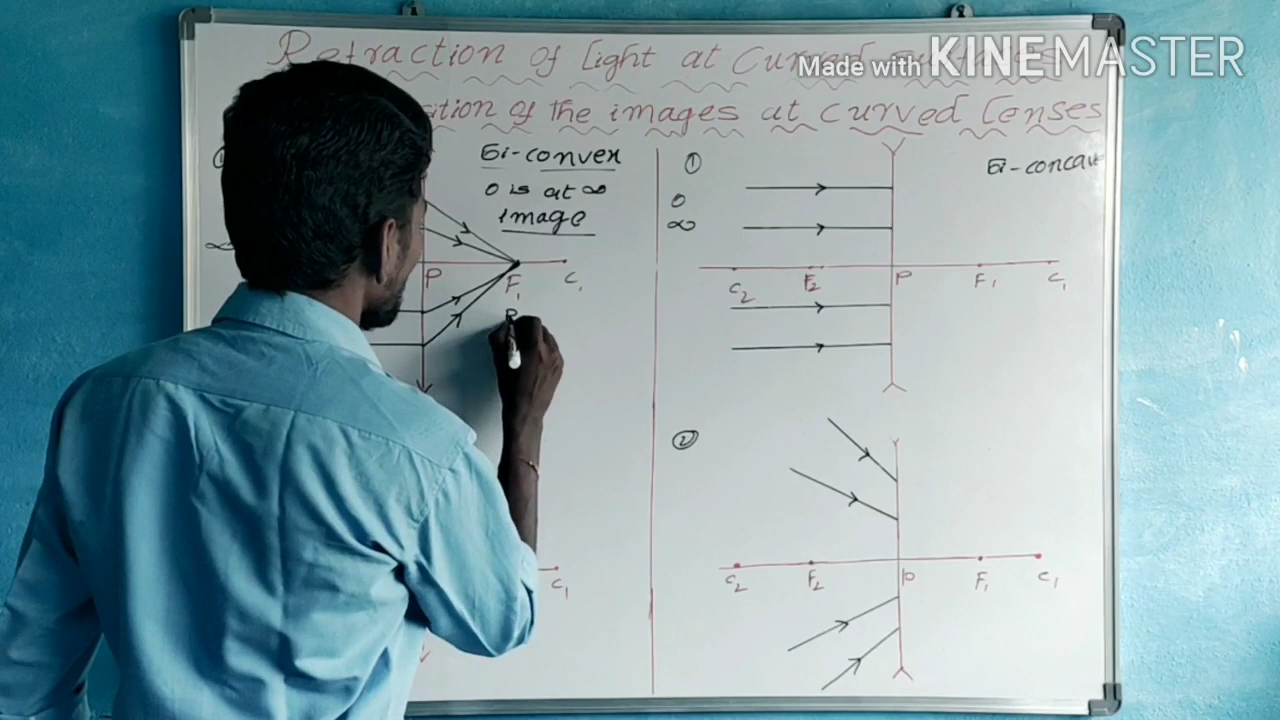 Refraction of light at Curved
Made with KINEMASTER
of the images at curved lenses
Bi-convex
O is at ∞
image
∞
P
F₁
C₁
①
Bi-concave
O
∞
C₂ F₂ P F₁ C₁
C₁
②
C₂ F₂ P F₁ C₁